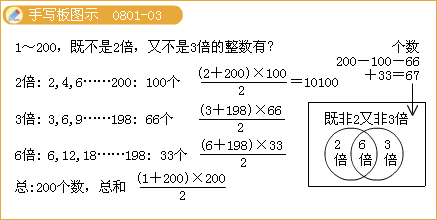 手写板图示 0801-03
1～200，既不是2倍，又不是3倍的整数有？
2倍：2,4,6……200：100个 (2+200)×100/2=10100
3倍：3,6,9……198：66个 (3+198)×66/2
6倍：6,12,18……198：33个 (6+198)×33/2
总：200个数，总和 (1+200)×200/2
个数
200-100-66
+33=67
既非2又非3倍
2倍 6倍 3倍